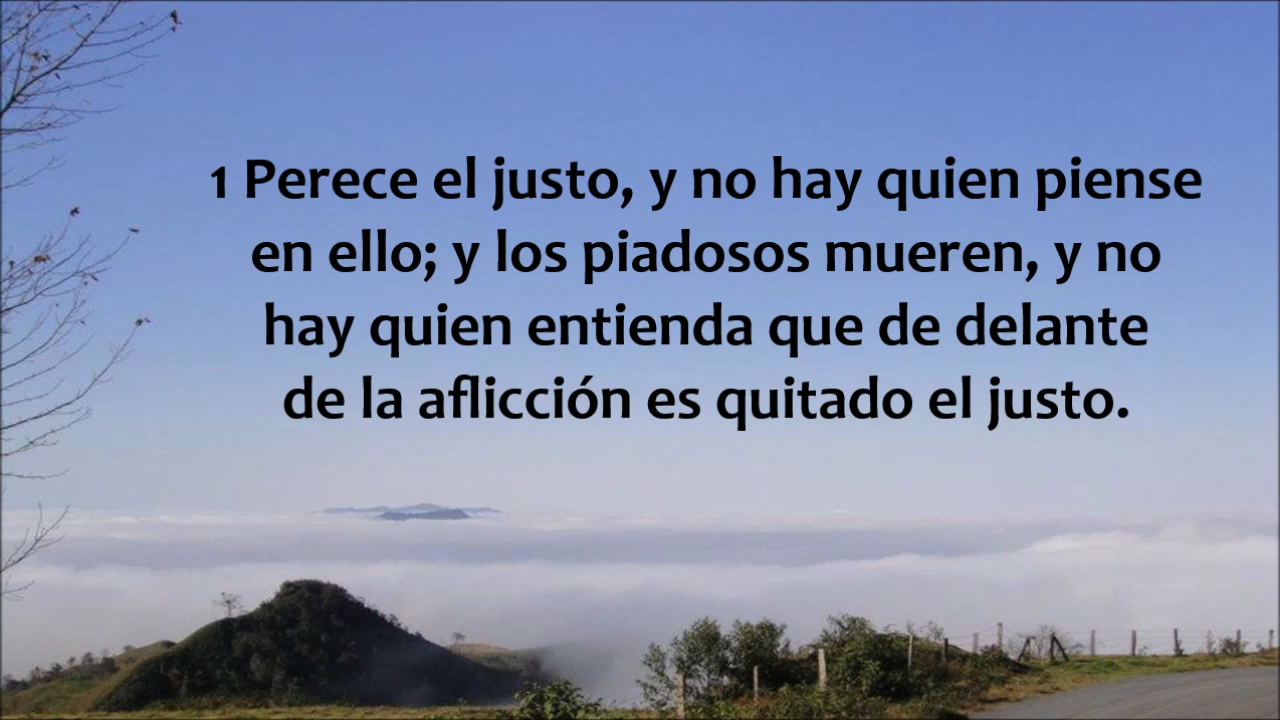 1 Perece el justo, y no hay quien piense
en ello; y los piadosos mueren, y no
hay quien entienda que de delante
de la aflicción es quitado el justo.